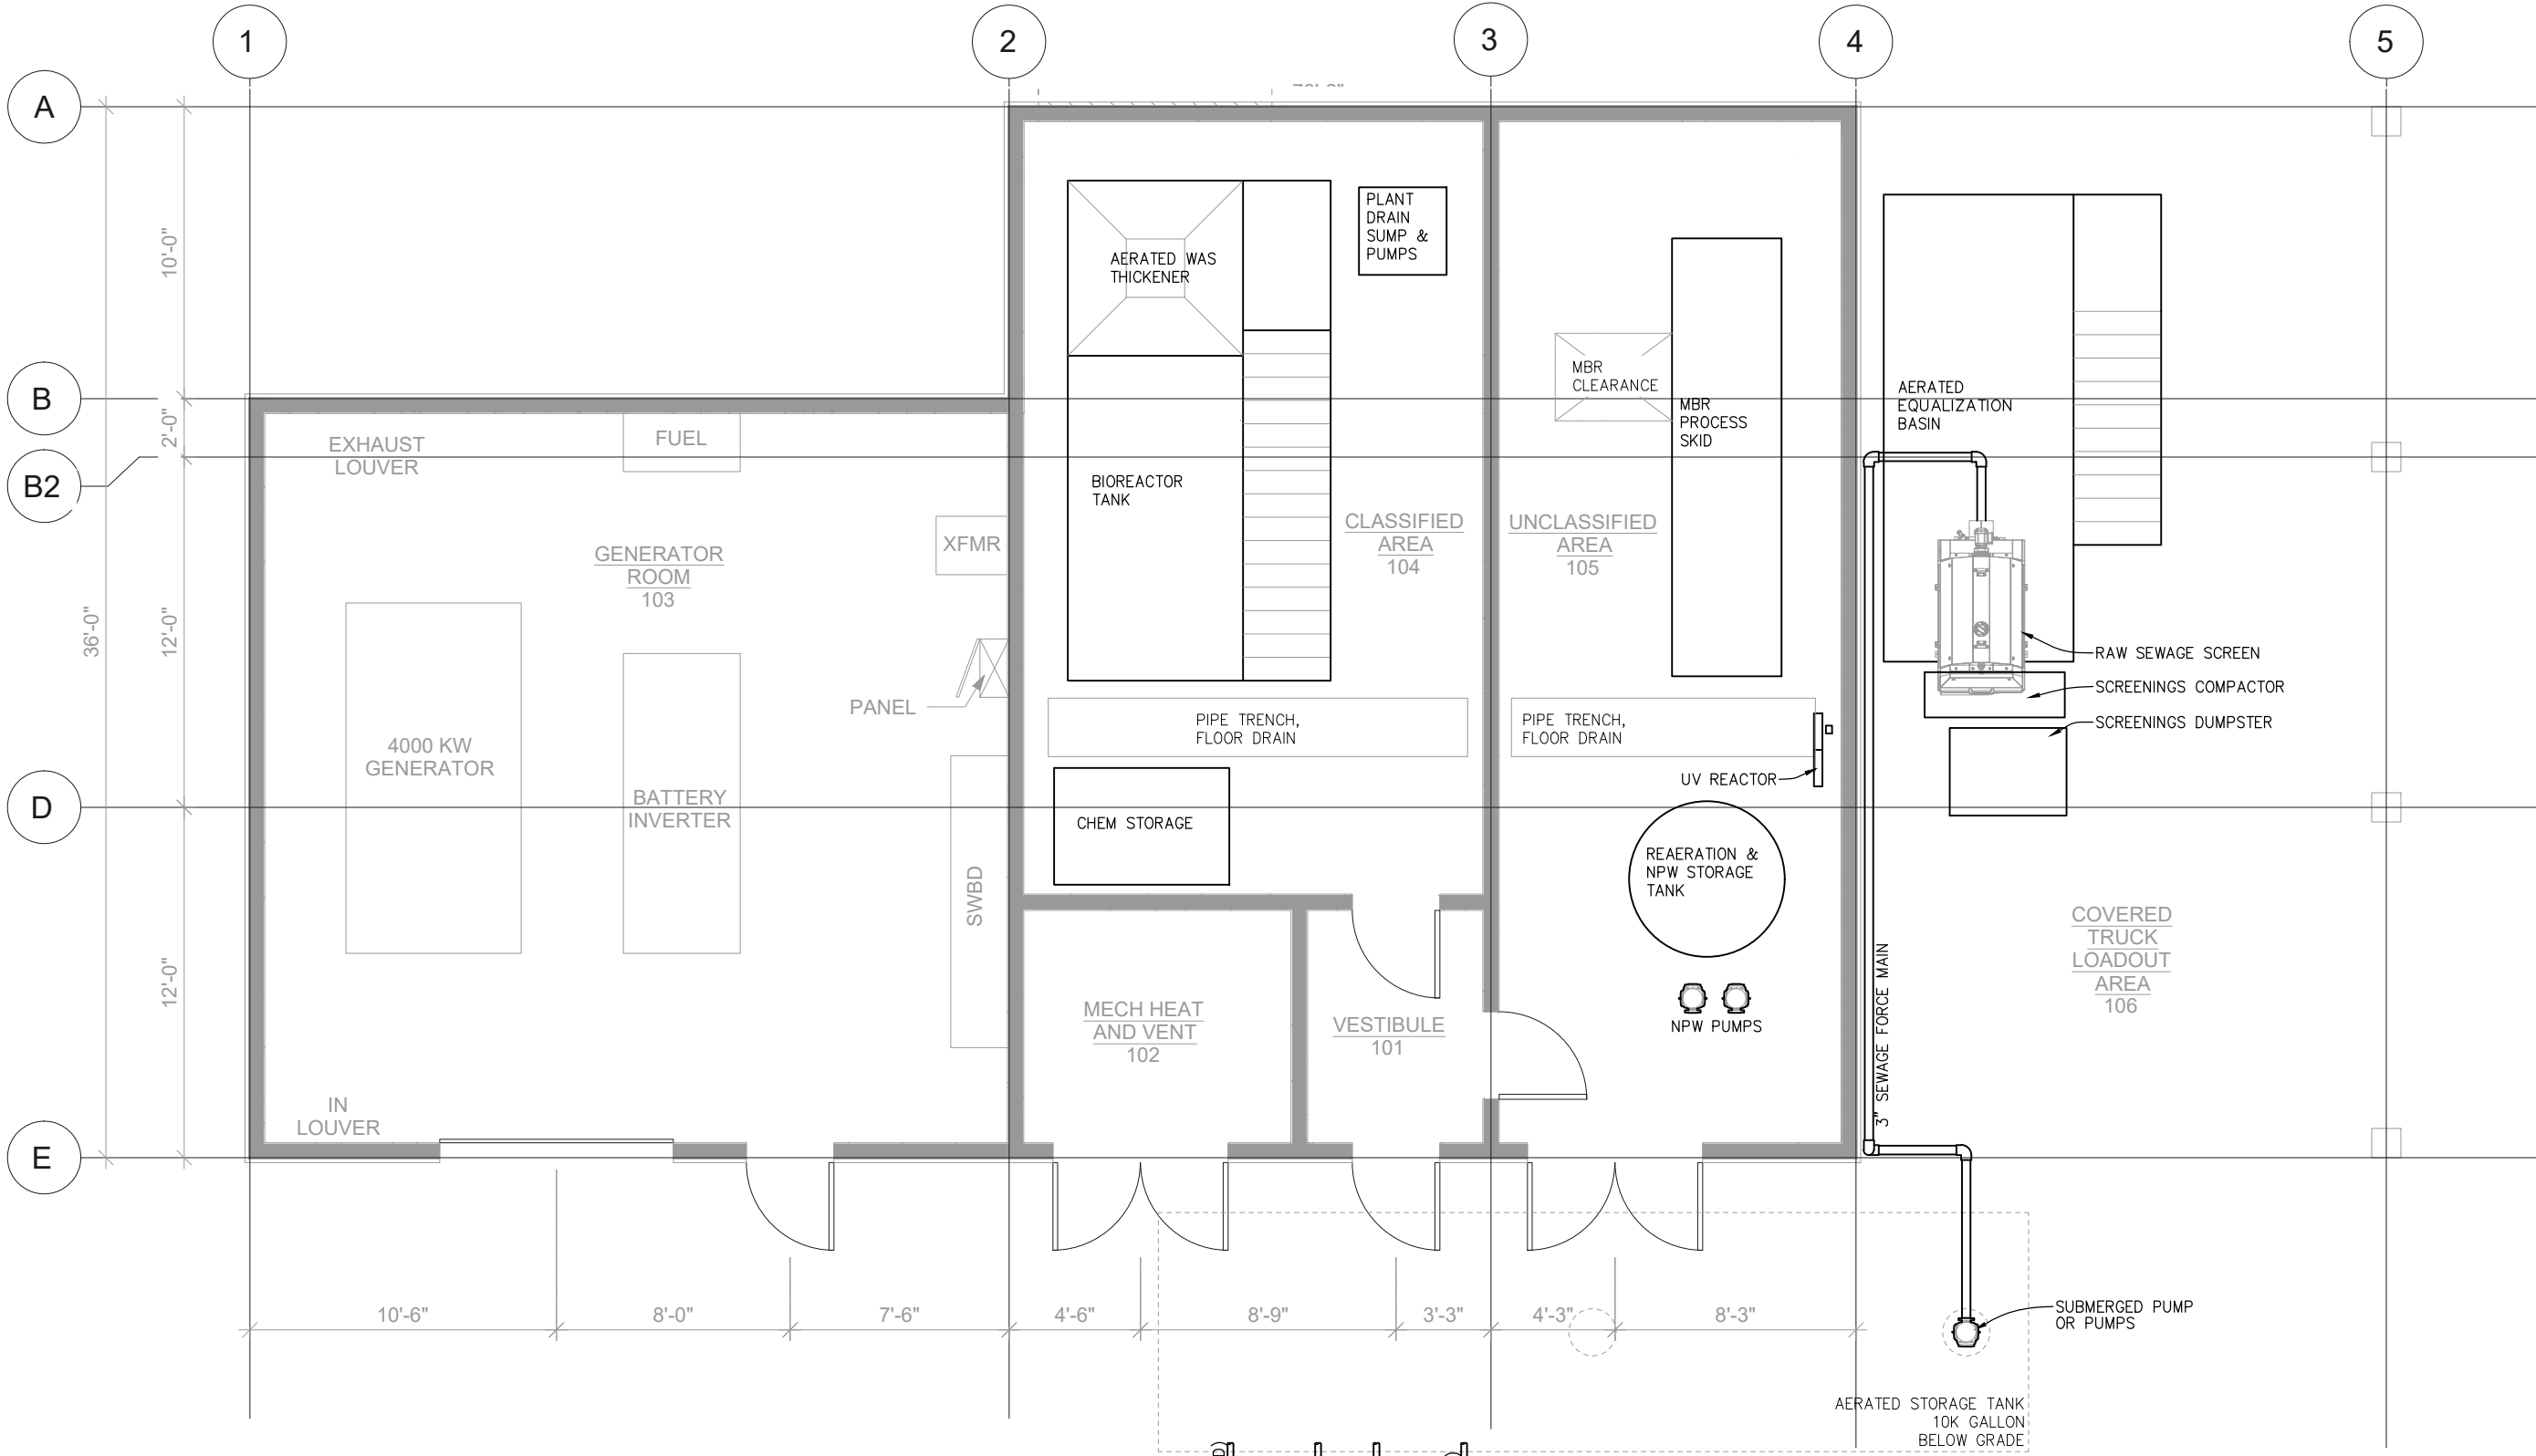 1
2
3
4
5
A
B
B2
D
E
10'-0"
2'-0"
12'-0"
12'-0"
36'-0"
EXHAUST
LOUVER
FUEL
XFMR
GENERATOR
ROOM
103
PANEL
4000 KW
GENERATOR
BATTERY
INVERTER
SWBD
IN
LOUVER
AERATED WAS
THICKENER
PLANT
DRAIN
SUMP &
PUMPS
BIOREACTOR
TANK
CLASSIFIED
AREA
104
PIPE TRENCH,
FLOOR DRAIN
CHEM STORAGE
MECH HEAT
AND VENT
102
VESTIBULE
101
MBR
CLEARANCE
MBR
PROCESS
SKID
UNCLASSIFIED
AREA
105
PIPE TRENCH,
FLOOR DRAIN
UV REACTOR
REAERATION &
NPW STORAGE
TANK
NPW PUMPS
AERATED
EQUALIZATION
BASIN
RAW SEWAGE SCREEN
SCREENINGS COMPACTOR
SCREENINGS DUMPSTER
3" SEWAGE FORCE MAIN
COVERED
TRUCK
LOADOUT
AREA
106
10'-6"
8'-0"
7'-6"
4'-6"
8'-9"
3'-3"
4'-3"
8'-3"
SUBMERGED PUMP
OR PUMPS
AERATED STORAGE TANK
10K GALLON
BELOW GRADE